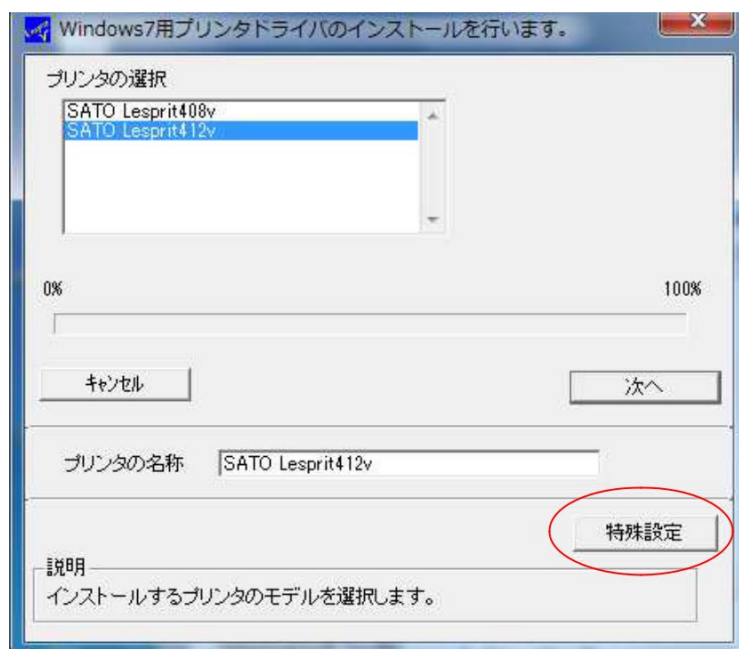 Windows7用プリンタドライバのインストールを行います。
プリンタの選択
SATO Lesprit408v
SATO Lesprit412v
0%
100%
キャンセル
次へ
プリンタの名称
SATO Lesprit412v
特殊設定
説明
インストールするプリンタのモデルを選択します。